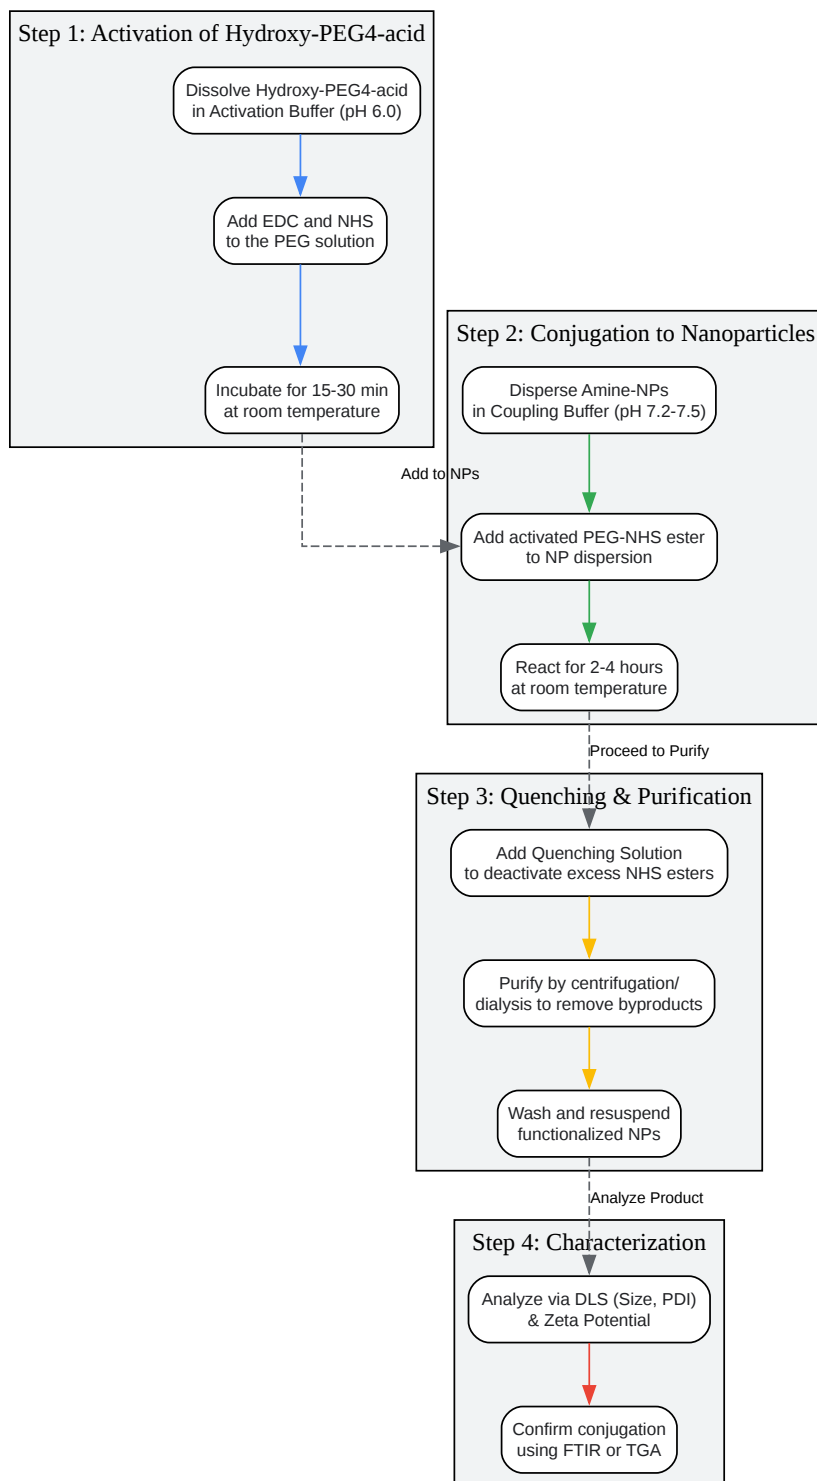 Step 1: Activation of Hydroxy-PEG4-acid
Dissolve Hydroxy-PEG4-acid
in Activation Buffer (pH 6.0)
Add EDC and NHS
to the PEG solution
Incubate for 15-30 min
at room temperature
Add to NPs
Step 2: Conjugation to Nanoparticles
Disperse Amine-NPs
in Coupling Buffer (pH 7.2-7.5)
Add activated PEG-NHS ester
to NP dispersion
React for 2-4 hours
at room temperature
Proceed to Purify
Step 3: Quenching & Purification
Add Quenching Solution
to deactivate excess NHS esters
Purify by centrifugation/
dialysis to remove byproducts
Wash and resuspend
functionalized NPs
Analyze Product
Step 4: Characterization
Analyze via DLS (Size, PDI)
& Zeta Potential
Confirm conjugation
using FTIR or TGA